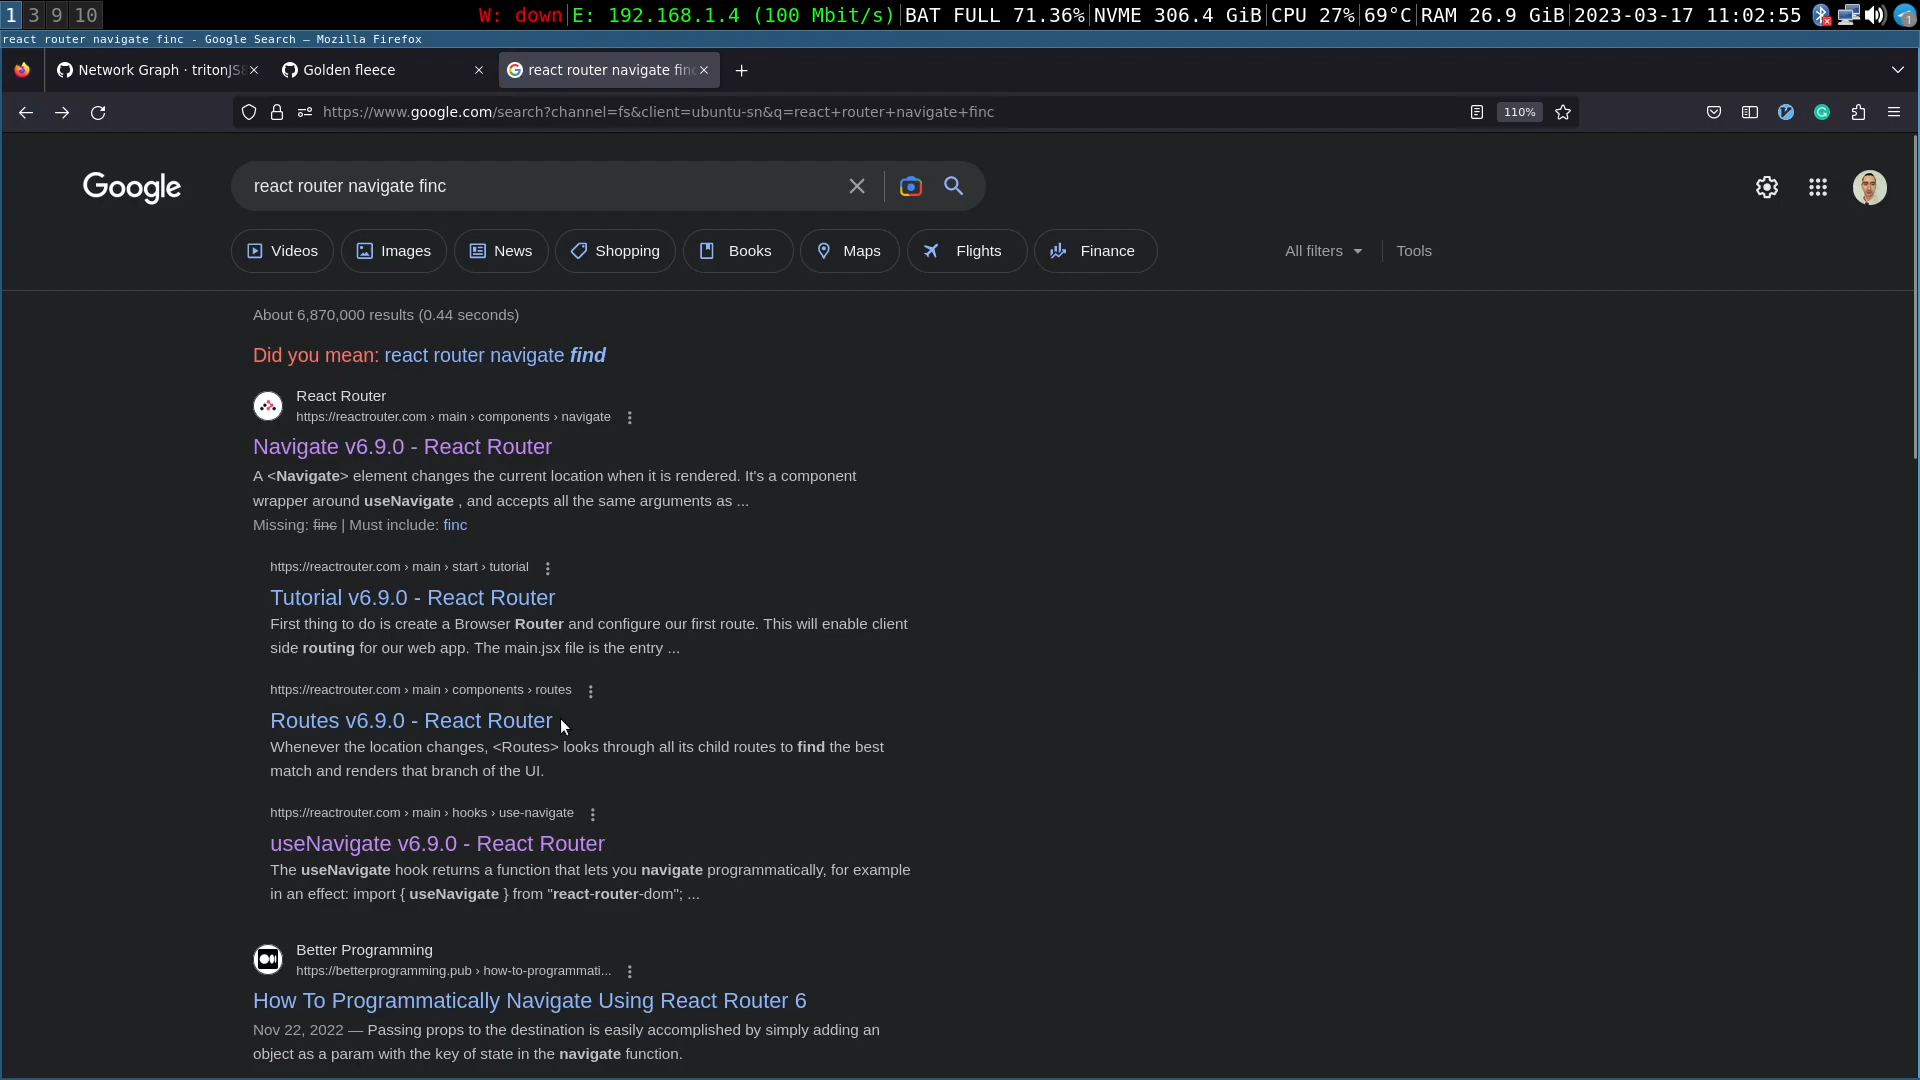 1 3 9 10 W: down|E: 192.168.1.4 (100 Mbit/s)|BAT FULL 71.36%|NVME 306.4 GiB|CPU 27%|69°C|RAM 26.9 GiB|2023-03-17 11:02:55
react router navigate finc - Google Search — Mozilla Firefox
Network Graph · tritonJS8 Golden fleece react router navigate finc
https://www.google.com/search?channel=fs&client=ubuntu-sn&q=react+router+navigate+finc 110%
Google react router navigate finc
Videos Images News Shopping Books Maps Flights Finance All filters Tools
About 6,870,000 results (0.44 seconds)
Did you mean: react router navigate find
React Router
https://reactrouter.com › main › components › navigate
Navigate v6.9.0 - React Router
A <Navigate> element changes the current location when it is rendered. It's a component
wrapper around useNavigate , and accepts all the same arguments as ...
Missing: finc | Must include: finc
https://reactrouter.com › main › start › tutorial
Tutorial v6.9.0 - React Router
First thing to do is create a Browser Router and configure our first route. This will enable client
side routing for our web app. The main.jsx file is the entry ...
https://reactrouter.com › main › components › routes
Routes v6.9.0 - React Router
Whenever the location changes, <Routes> looks through all its child routes to find the best
match and renders that branch of the UI.
https://reactrouter.com › main › hooks › use-navigate
useNavigate v6.9.0 - React Router
The useNavigate hook returns a function that lets you navigate programmatically, for example
in an effect: import { useNavigate } from "react-router-dom"; ...
Better Programming
https://betterprogramming.pub › how-to-programmati...
How To Programmatically Navigate Using React Router 6
Nov 22, 2022 — Passing props to the destination is easily accomplished by simply adding an
object as a param with the key of state in the navigate function.